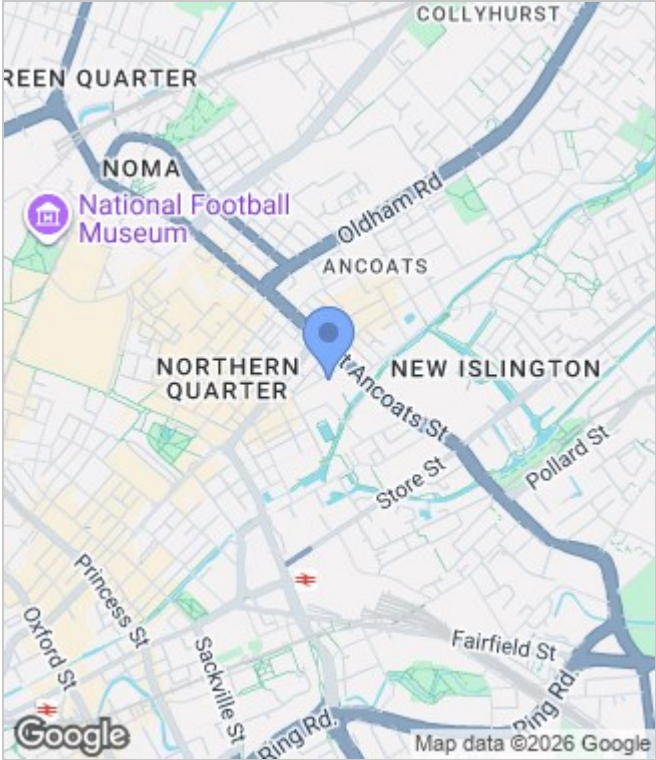 COLLYHURST
REEN QUARTER
NOMA
National Football
Museum
Oldham Rd
ANCOATS
NORTHERN
QUARTER
NEW ISLINGTON
t Ancoats St
Pollard St
Store St
Princess St
Oxford St
Sackville St
Fairfield St
Ring Rd.
Ring Rd.
Google
Map data ©2026 Google